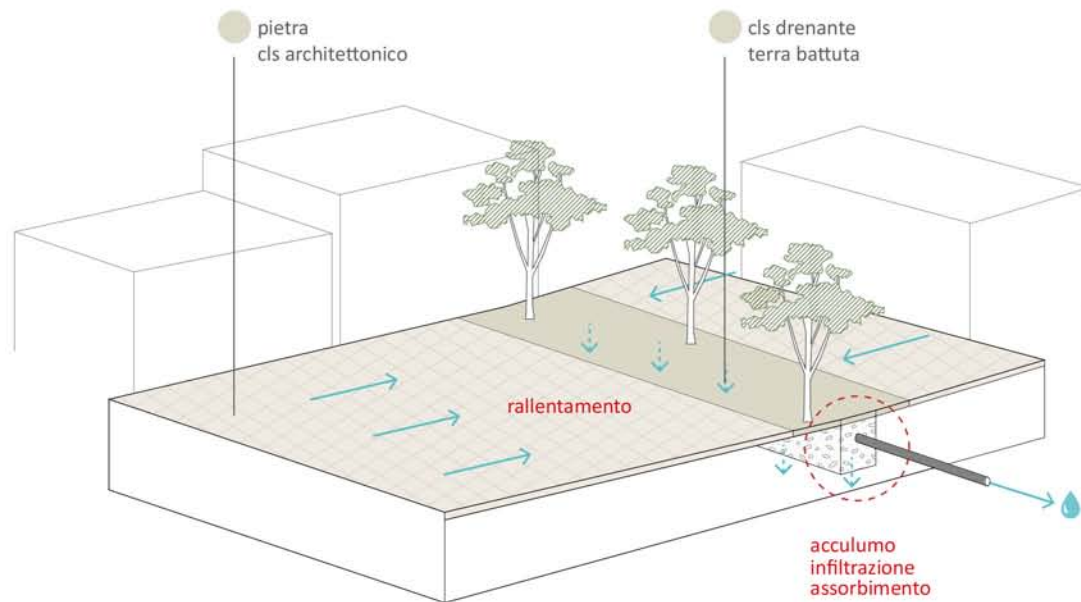 pietra
cls architettonico
cls drenante
terra battuta
rallentamento
acculumo
infiltrazione
assorbimento